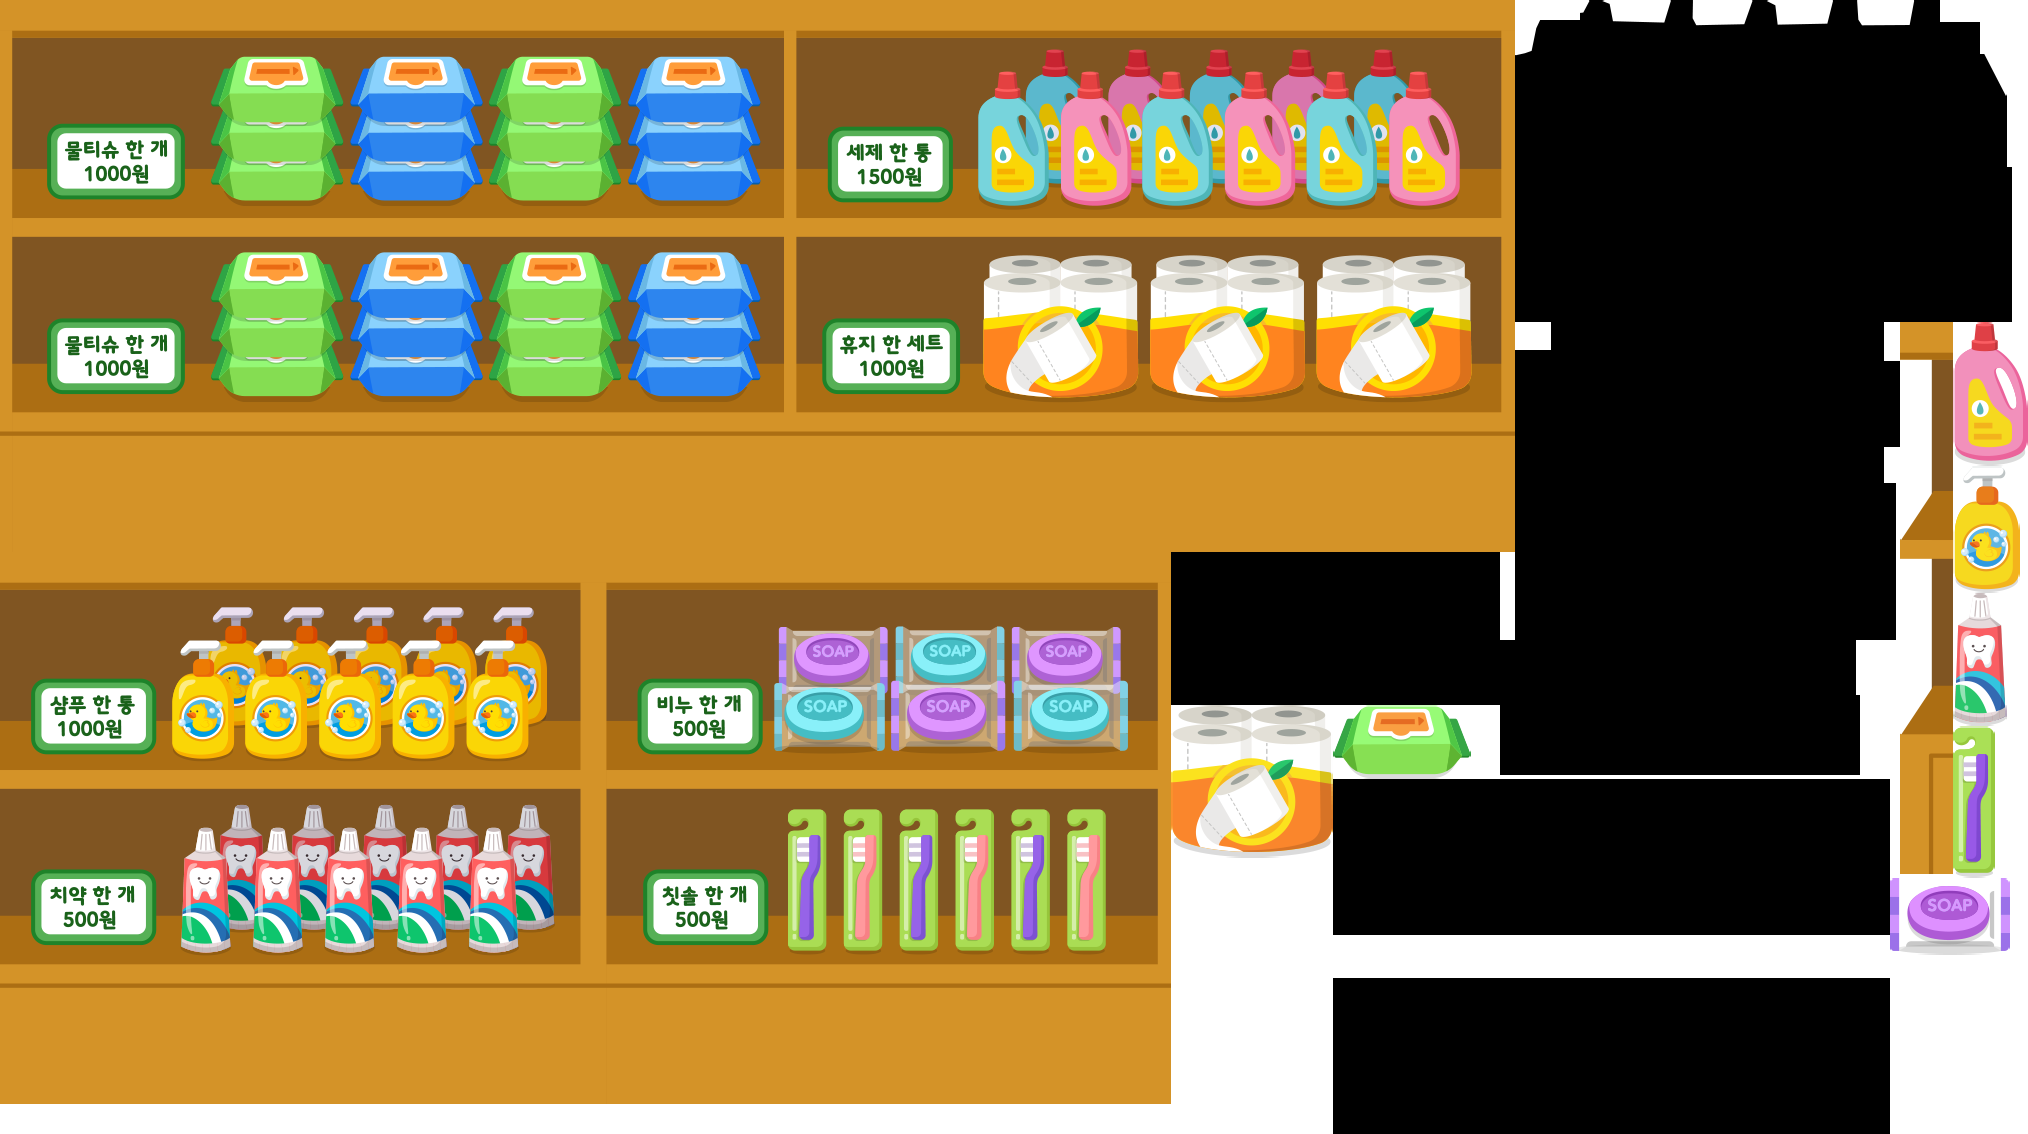 물티슈 한 개
1000원
세제 한 통
1500원
물티슈 한 개
1000원
휴지 한 세트
1000원
샴푸 한 통
1000원
비누 한 개
500원
SOAP
SOAP
SOAP
SOAP
SOAP
SOAP
치약 한 개
500원
칫솔 한 개
500원
SOAP